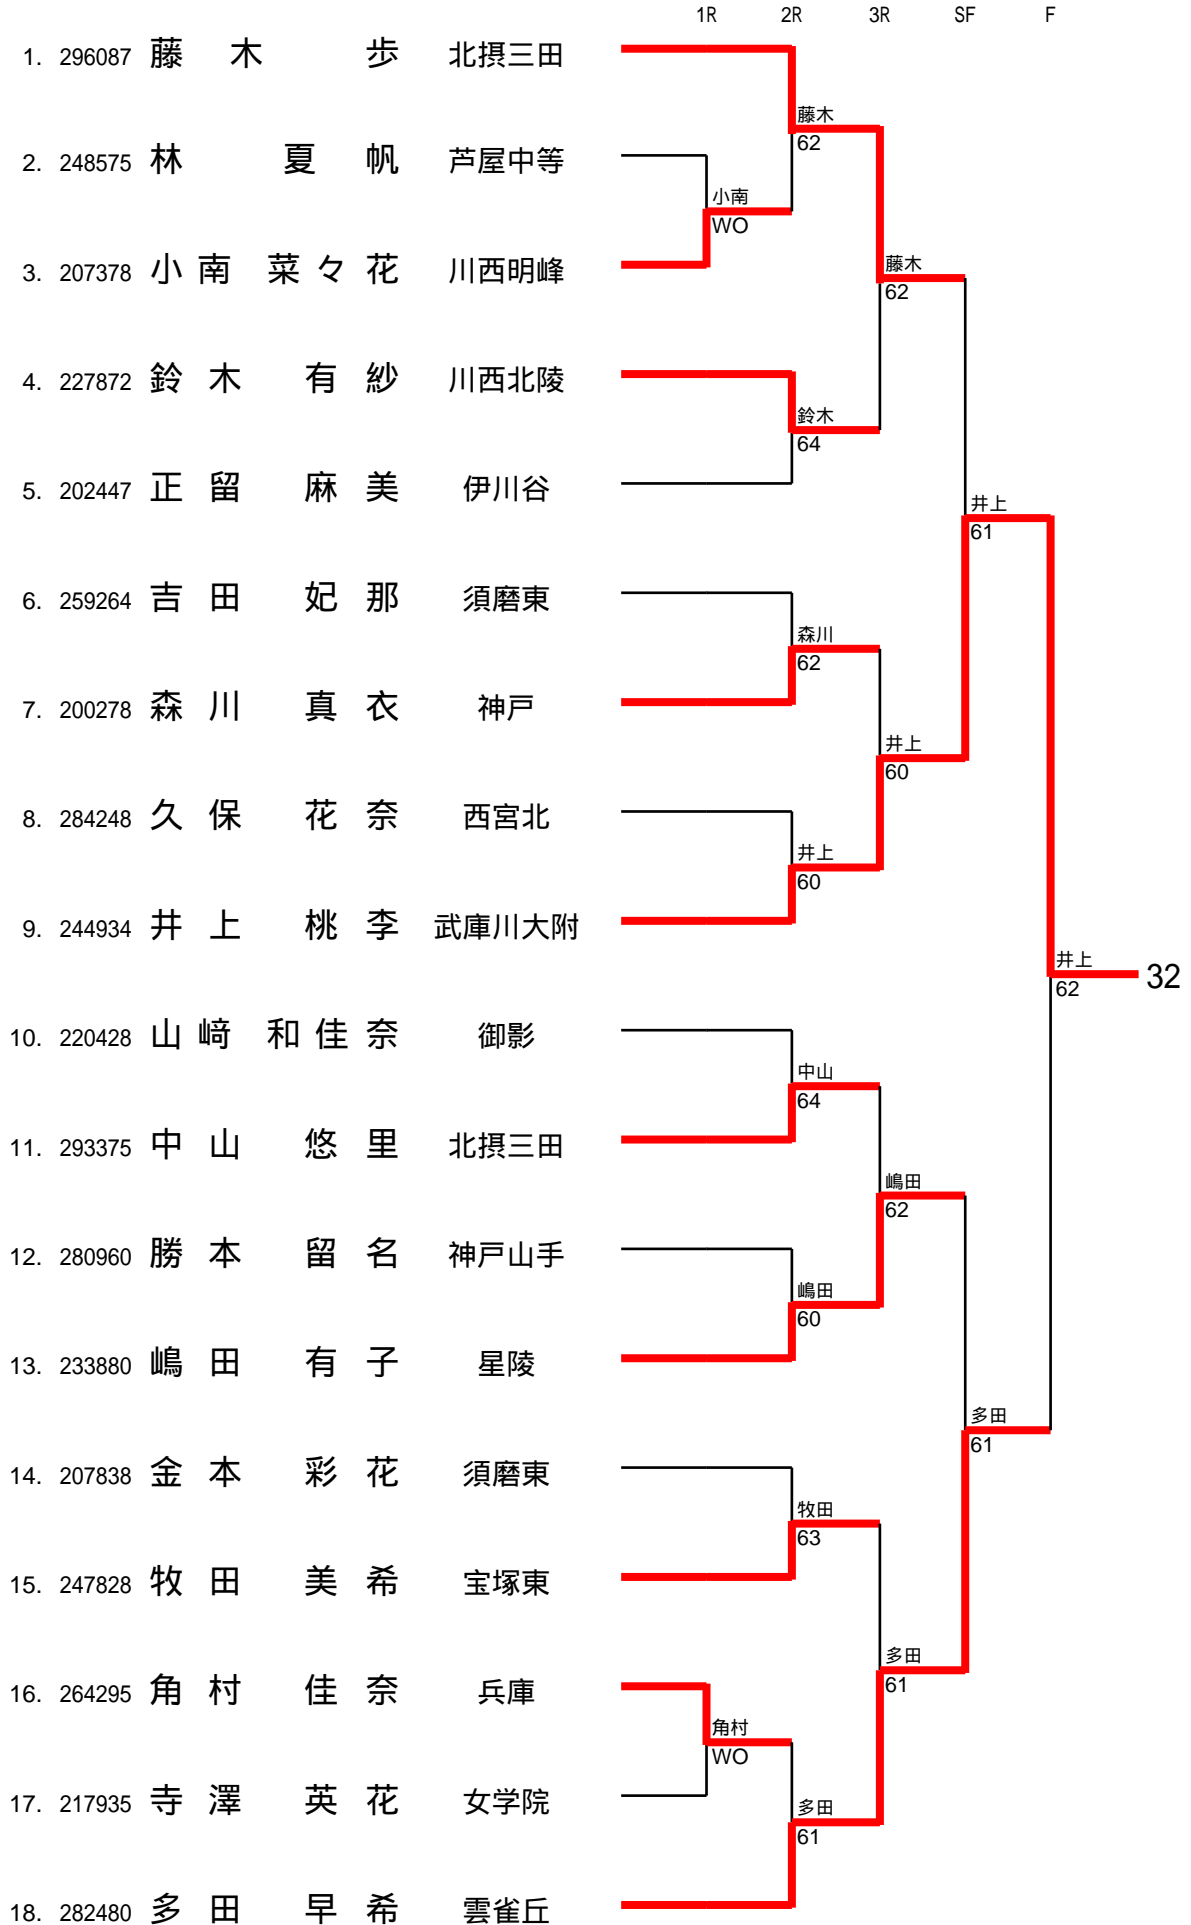 1R 2R 3R SF F
1. 296087 藤木 歩 北摂三田
藤木
62
2. 248575 林 夏帆 芦屋中等
小南
WO
3. 207378 小南 菜々花 川西明峰
藤木
62
4. 227872 鈴木 有紗 川西北陵
鈴木
64
5. 202447 正留 麻美 伊川谷
井上
61
6. 259264 吉田 妃那 須磨東
森川
62
7. 200278 森川 真衣 神戸
井上
60
8. 284248 久保 花奈 西宮北
井上
60
9. 244934 井上 桃李 武庫川大附
井上
62
32
10. 220428 山﨑 和佳奈 御影
中山
64
11. 293375 中山 悠里 北摂三田
嶋田
62
12. 280960 勝本 留名 神戸山手
嶋田
60
13. 233880 嶋田 有子 星陵
多田
61
14. 207838 金本 彩花 須磨東
牧田
63
15. 247828 牧田 美希 宝塚東
多田
61
16. 264295 角村 佳奈 兵庫
角村
WO
17. 217935 寺澤 英花 女学院
多田
61
18. 282480 多田 早希 雲雀丘